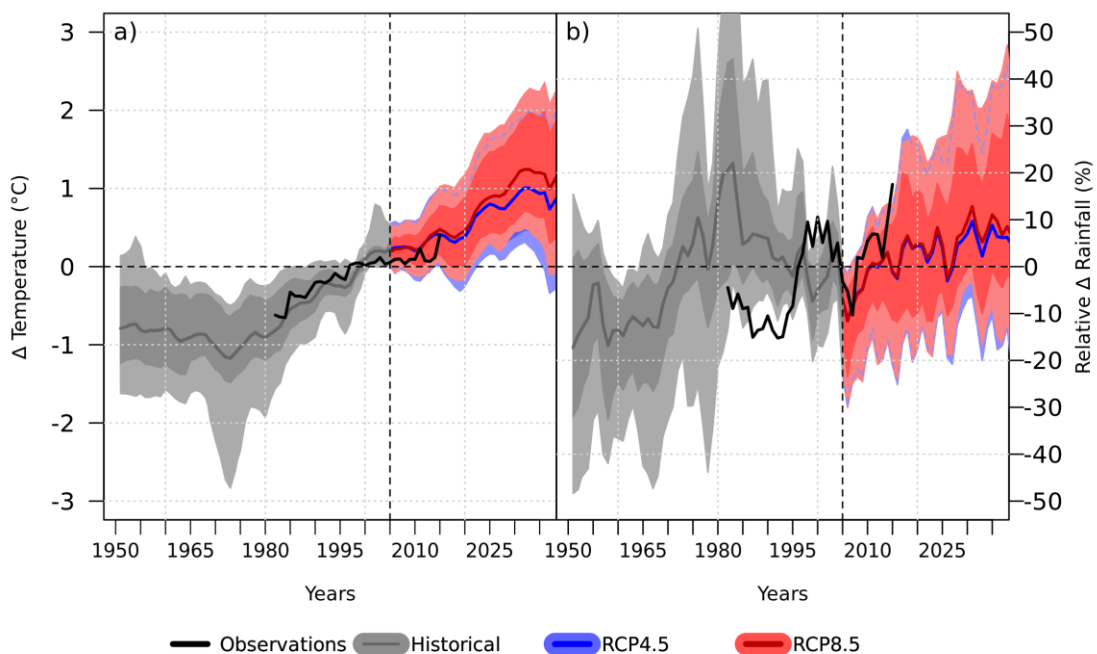 a)
Δ Temperature (°C)
3
2
1
0
-1
-2
-3
1950 1965 1980 1995 2010 2025
Years
b)
Relative Δ Rainfall (%)
50
40
30
20
10
0
-10
-20
-30
-40
-50
1950 1965 1980 1995 2010 2025
Years
Observations Historical RCP4.5 RCP8.5